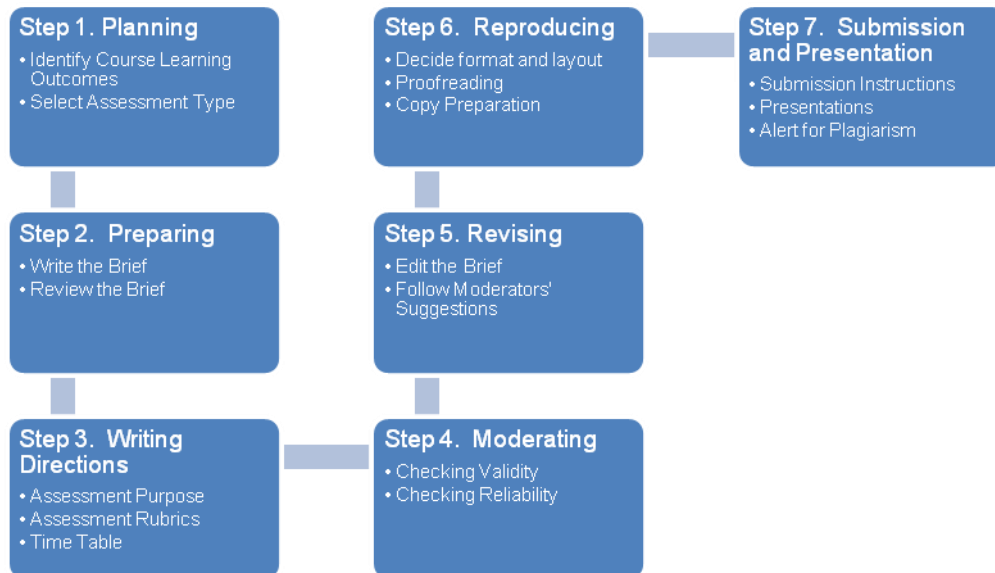 Step 1. Planning
• Identify Course Learning
Outcomes
• Select Assessment Type
Step 2. Preparing
• Write the Brief
• Review the Brief
Step 3. Writing
Directions
• Assessment Purpose
• Assessment Rubrics
• Time Table
Step 4. Moderating
• Checking Validity
• Checking Reliability
Step 5. Revising
• Edit the Brief
• Follow Moderators'
Suggestions
Step 6. Reproducing
• Decide format and layout
• Proofreading
• Copy Preparation
Step 7. Submission
and Presentation
• Submission Instructions
• Presentations
• Alert for Plagiarism